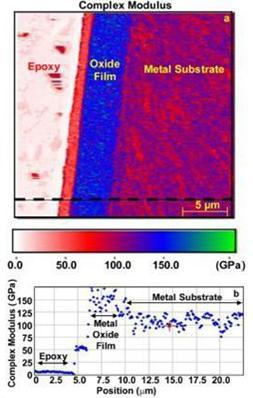 Complex Modulus
a
Epoxy
Oxide
Film
Metal Substrate
5 µm
0.0 50.0 100.0 150.0 (GPa)
Complex Modulus (GPa)
150
125
100
75
50
25
0
b
Metal Substrate
Metal
Oxide
Film
Epoxy
0 2.5 5.0 7.5 10.0 12.5 15.0 17.5 20.0
Position (µm)